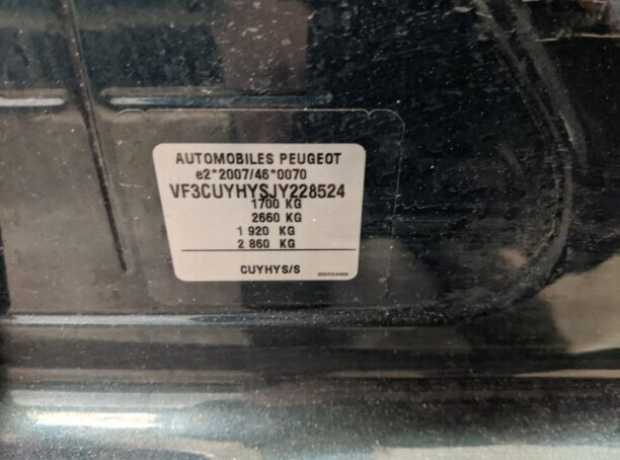 AUTOMOBILES PEUGEOT
e2*2007/46*0070
VF3CUYHYSJY228524
1700 KG
2660 KG
1 920 KG
2 860 KG
CUYHYS/S